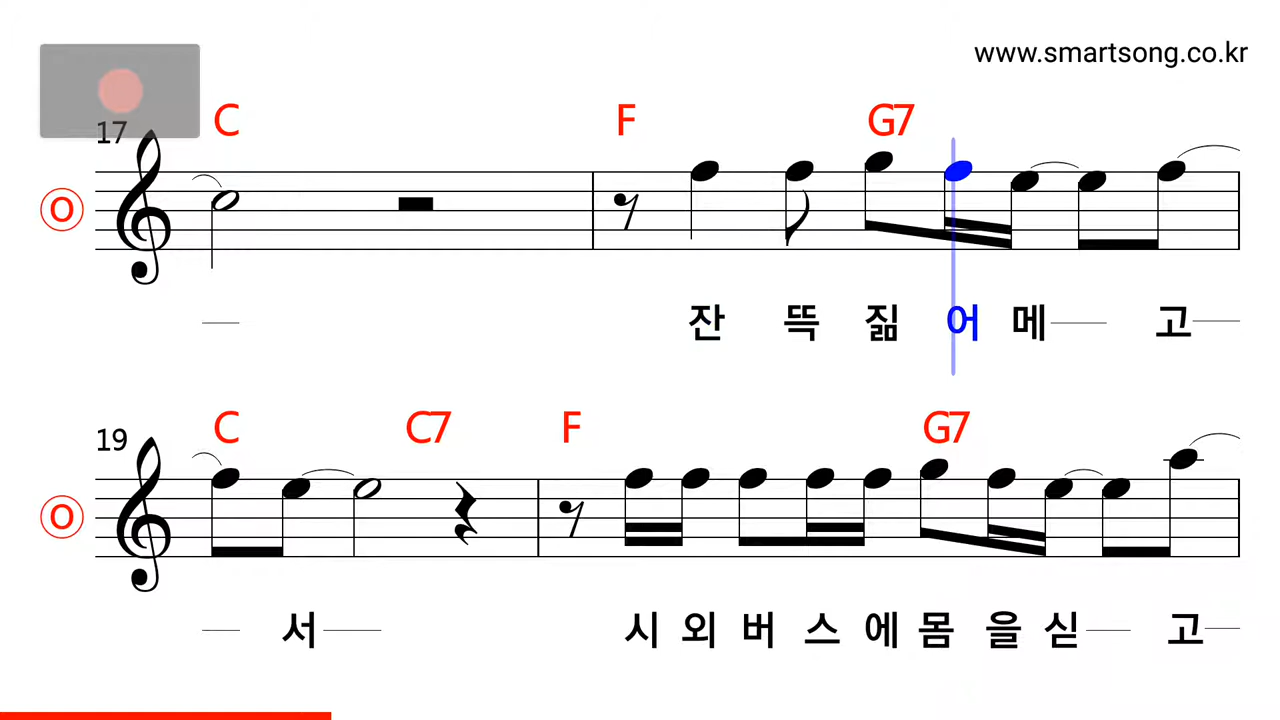 www.smartsong.co.kr
17
C F G7
O
잔 뜩 짊 어 메 고
19
C C7 F G7
O
서 시 외 버 스 에 몸 을 싣 고